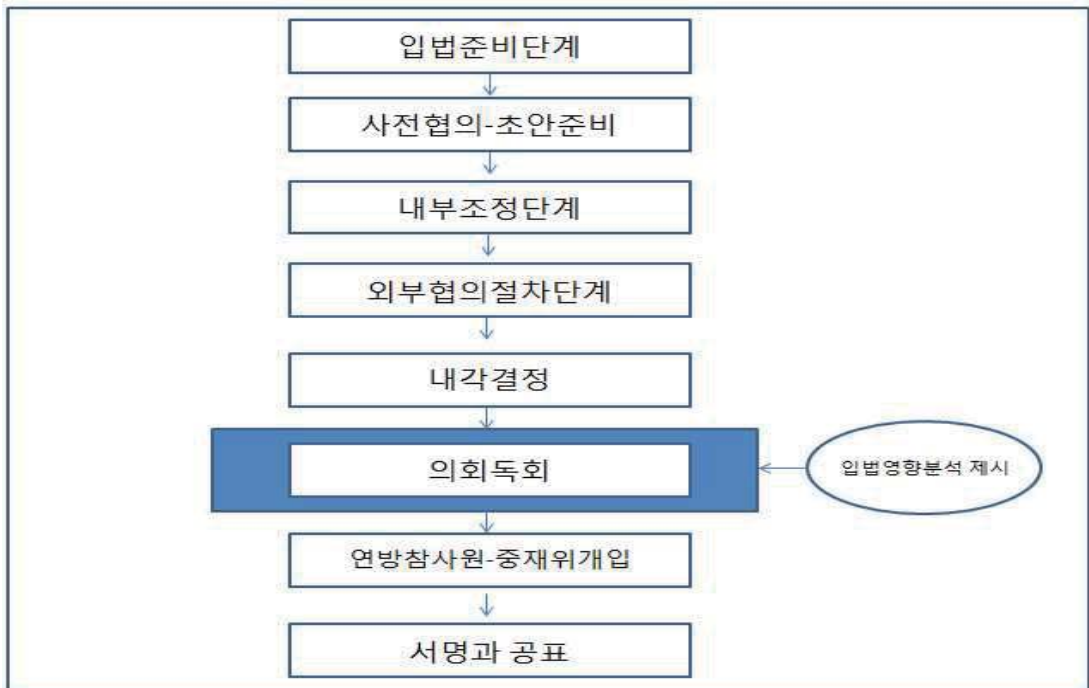 입법준비단계
사전협의-초안준비
내부조정단계
외부협의절차단계
내각결정
의회독회
입법영향분석 제시
연방참사원-중재위개입
서명과 공표